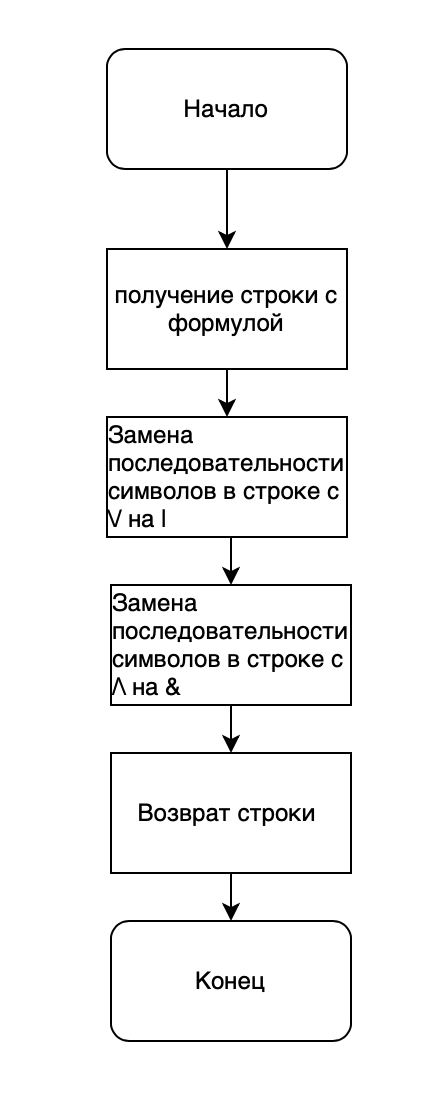 Начало
получение строки с
формулой
Замена
последовательности
символов в строке с
\/ на |
Замена
последовательности
символов в строке с
/\ на &
Возврат строки
Конец